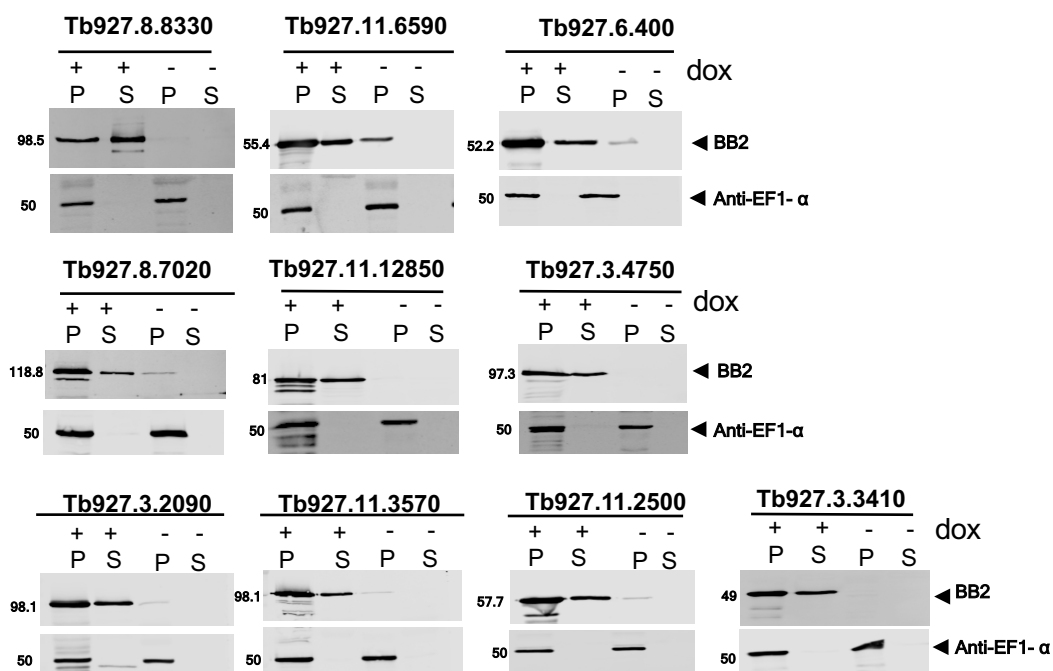 Tb927.8.8330 Tb927.11.6590 Tb927.6.400
+ + - - + + - - + + - - dox
P S P S P S P S P S P S
98.5 55.4 52.2 ◄ BB2
50 50 50 ◄ Anti-EF1- α
Tb927.8.7020 Tb927.11.12850 Tb927.3.4750
+ + - - + + - - + + - - dox
P S P S P S P S P S P S
118.8 81 97.3 ◄ BB2
50 50 50 ◄ Anti-EF1-α
Tb927.3.2090 Tb927.11.3570 Tb927.11.2500 Tb927.3.3410
+ + - - + + - - + + - - + + - - dox
P S P S P S P S P S P S P S P S
98.1 98.1 57.7 49 ◄ BB2
50 50 50 50 ◄ Anti-EF1- α